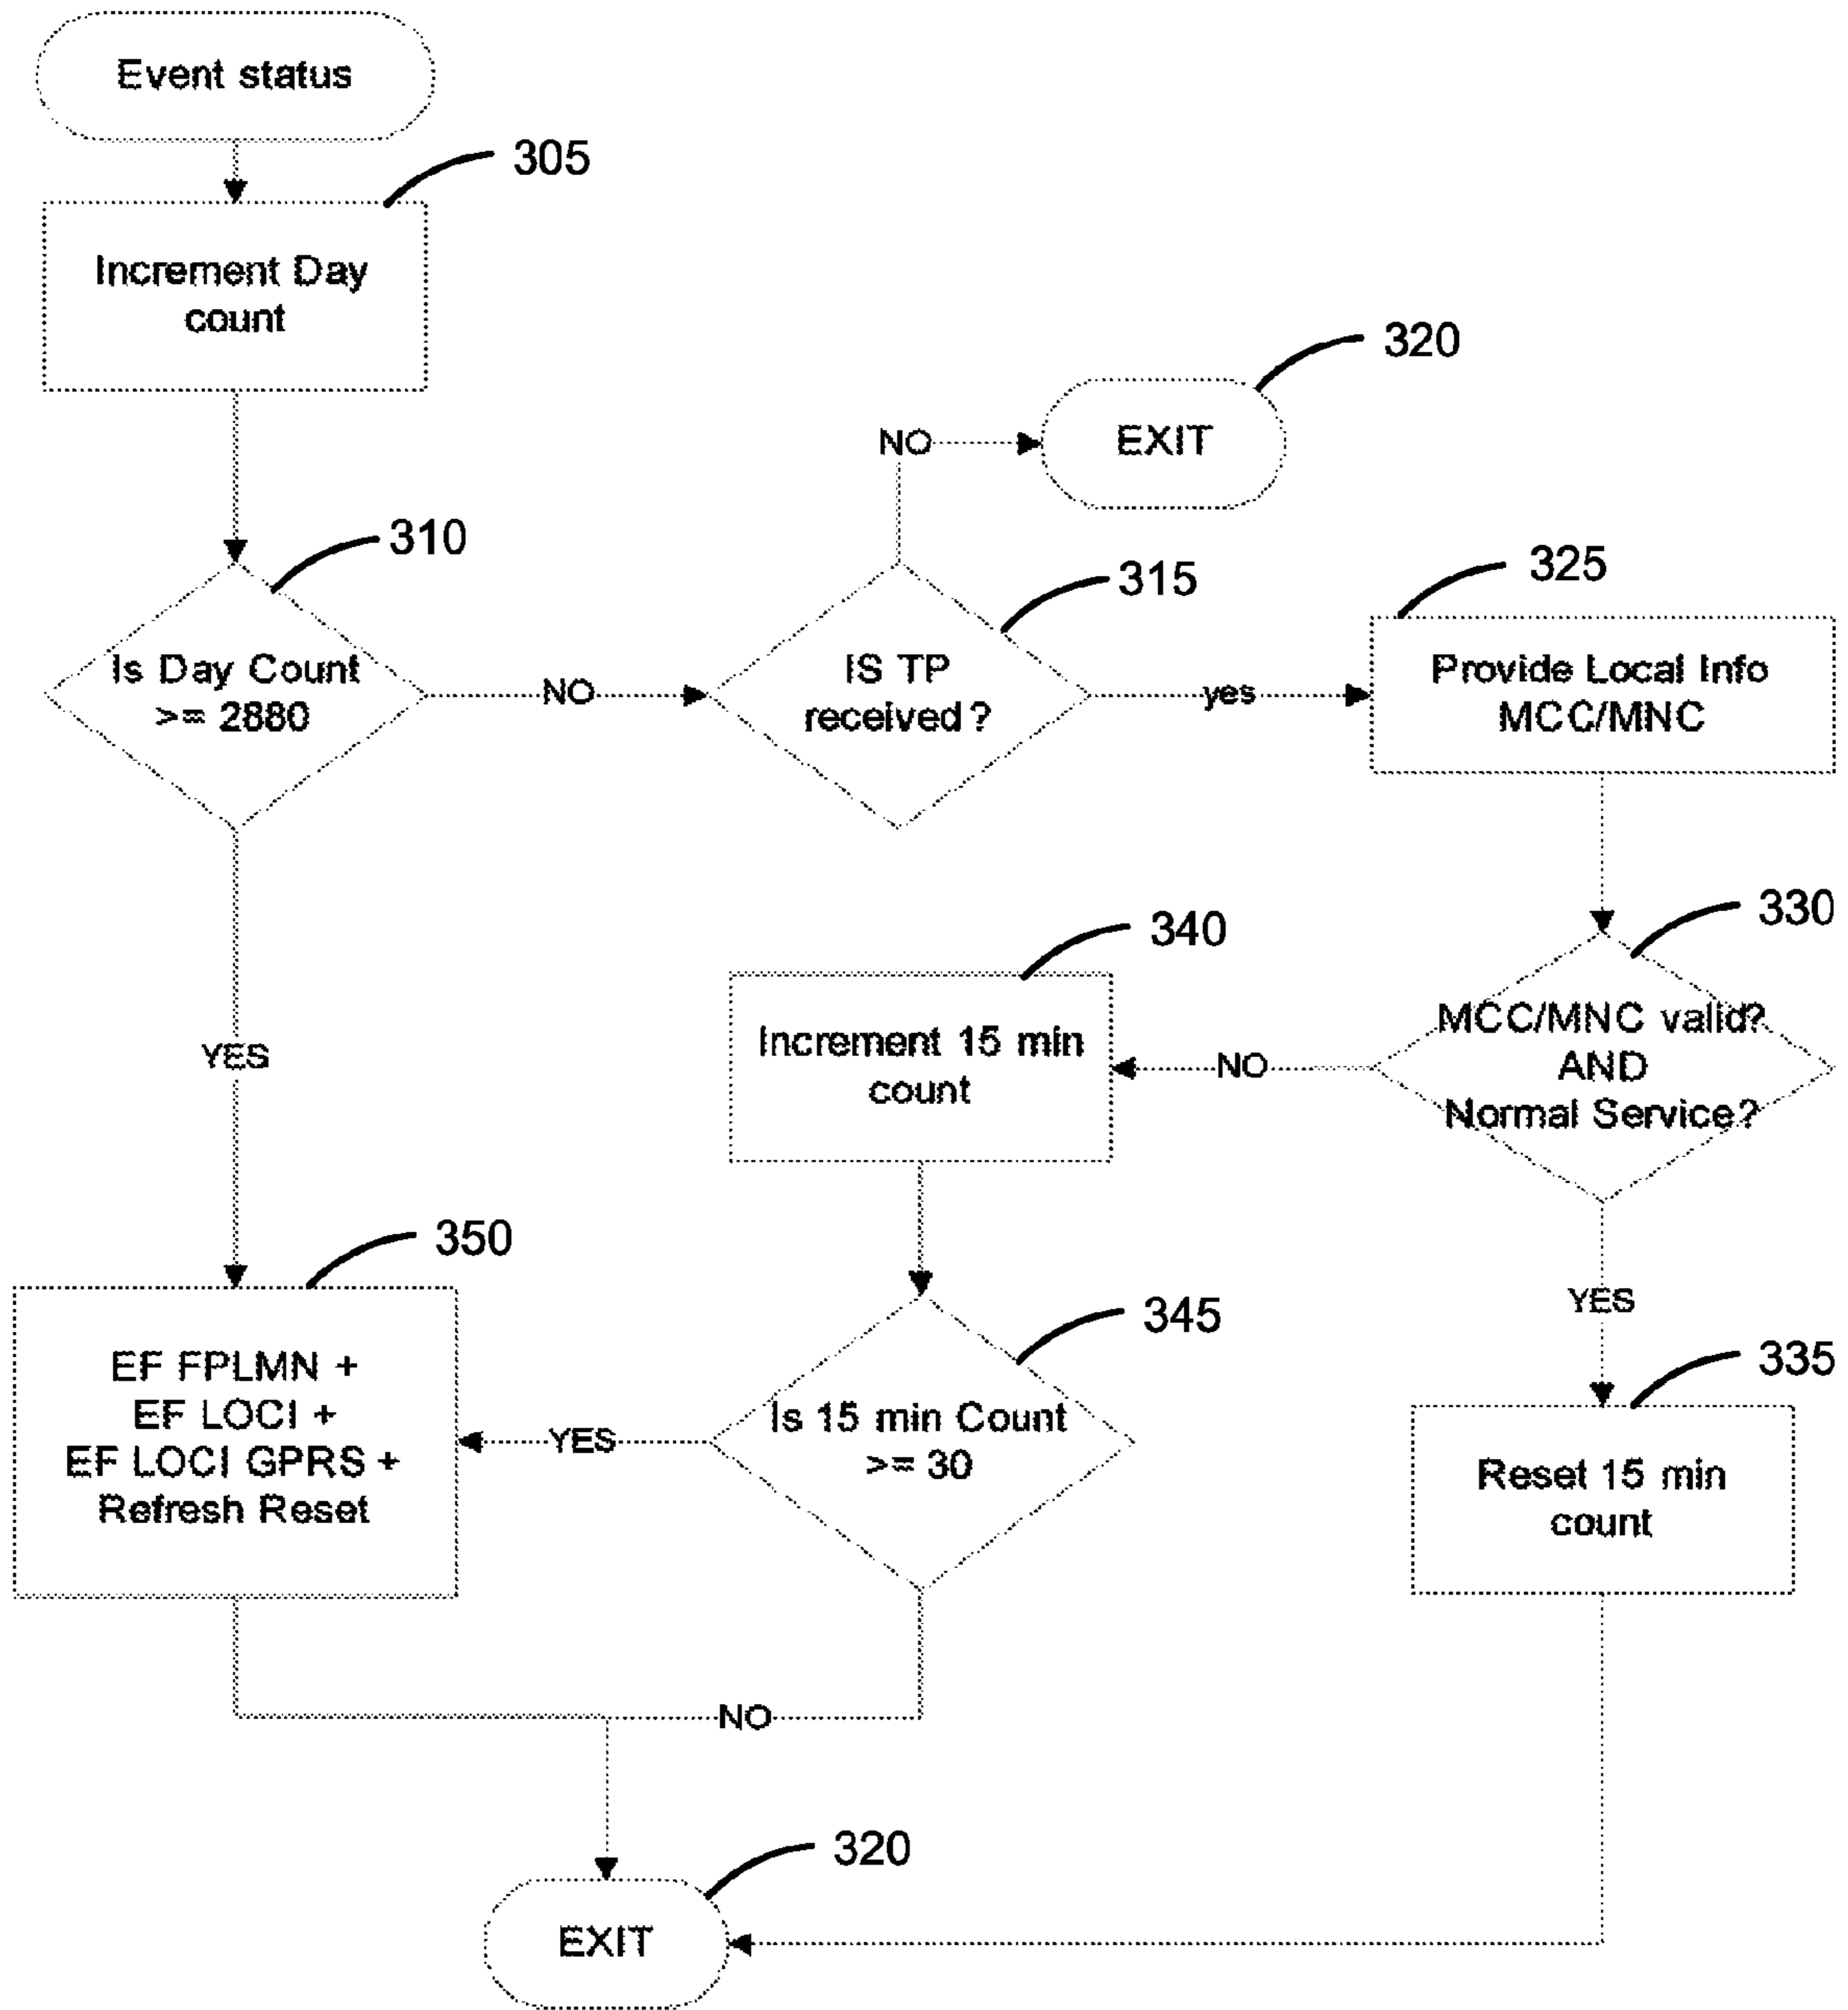 Event status
305
Increment Day
count
320
NO
EXIT
310
Is Day Count
>= 2880
NO
315
IS TP
received?
yes
325
Provide Local Info
MCC/MNC
330
MCC/MNC valid?
AND
Normal Service?
NO
340
Increment 15 min
count
YES
YES
350
EF FPLMN +
EF LOCI +
EF LOCI GPRS +
Refresh Reset
345
Is 15 min Count
>= 30
YES
335
Reset 15 min
count
NO
320
EXIT